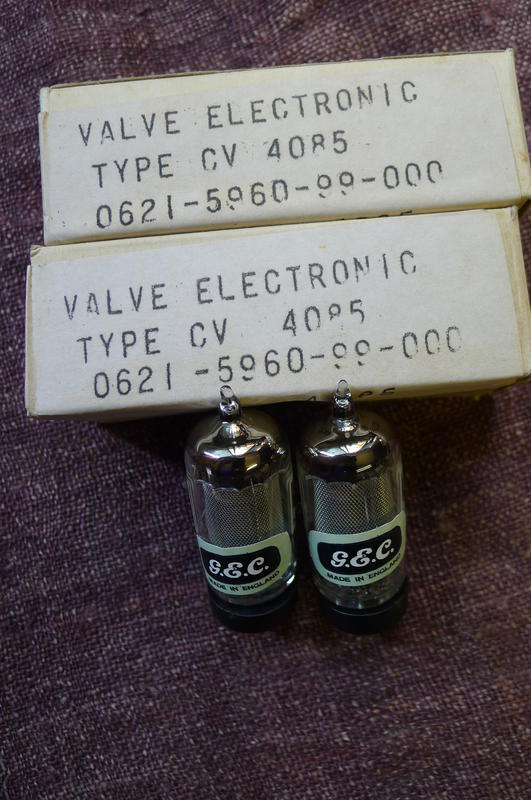 VALVE ELECTRONIC
TYPE CV 4085
0621-5960-99-000
VALVE ELECTRONIC
TYPE CV 4085
0621-5960-99-000
G.E.C.
MADE IN ENGLAND
G.E.C.
MADE IN ENGLAND